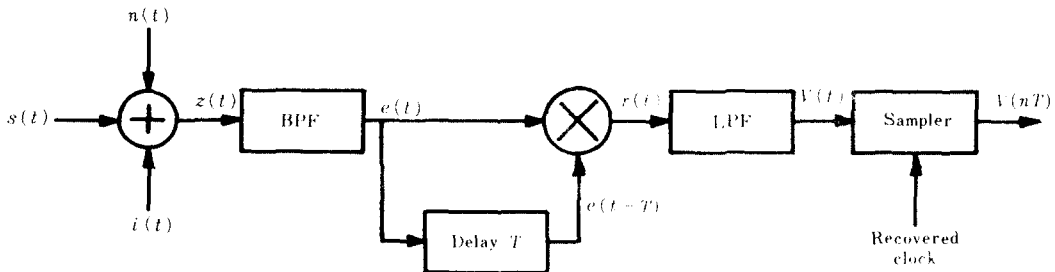 n(t)
s(t)
z(t)
BPF
e(t)
r(t)
LPF
V(t)
Sampler
V(nT)
i(t)
Delay T
e(t - T)
Recovered
clock